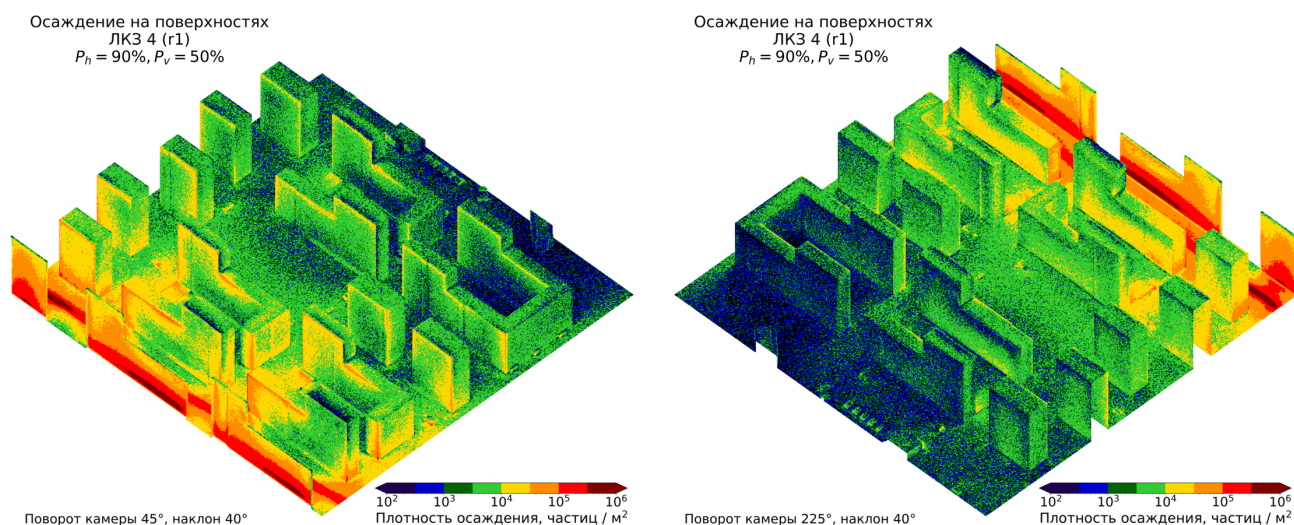 Осаждение на поверхностях
ЛКЗ 4 (r1)
P_h = 90%, P_v = 50%
10^2 10^3 10^4 10^5 10^6
Поворот камеры 45°, наклон 40°
Плотность осаждения, частиц / м^2
Осаждение на поверхностях
ЛКЗ 4 (r1)
P_h = 90%, P_v = 50%
10^2 10^3 10^4 10^5 10^6
Поворот камеры 225°, наклон 40°
Плотность осаждения, частиц / м^2